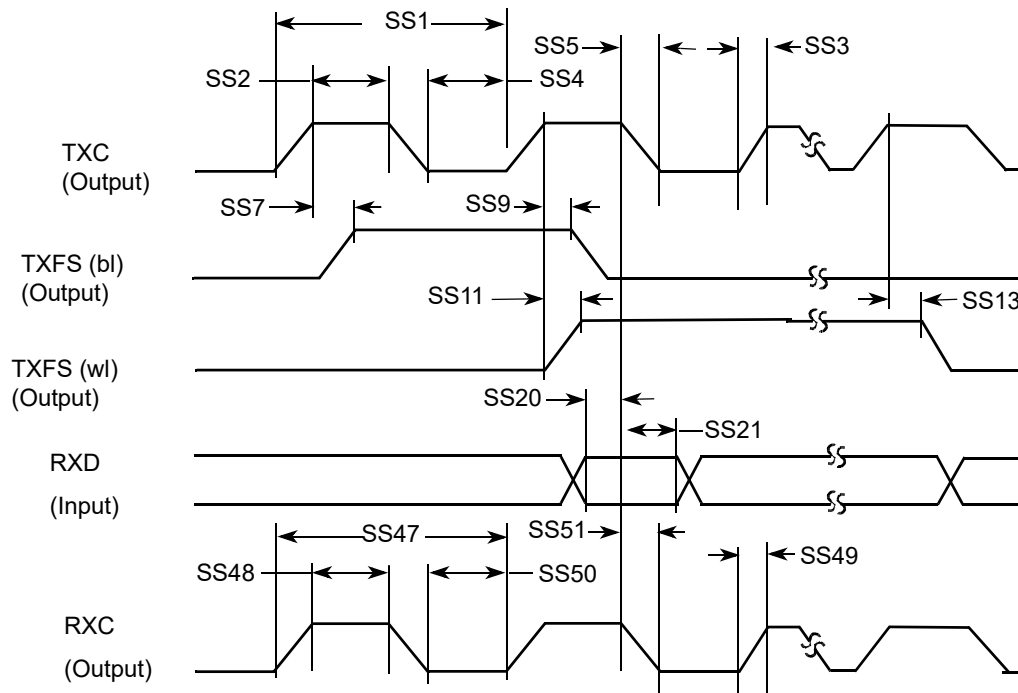 SS1
SS5
SS3
SS2
SS4
TXC
(Output)
SS7
SS9
TXFS (bl)
(Output)
SS11
SS13
TXFS (wl)
(Output)
SS20
SS21
RXD
(Input)
SS47
SS51
SS48
SS50
SS49
RXC
(Output)